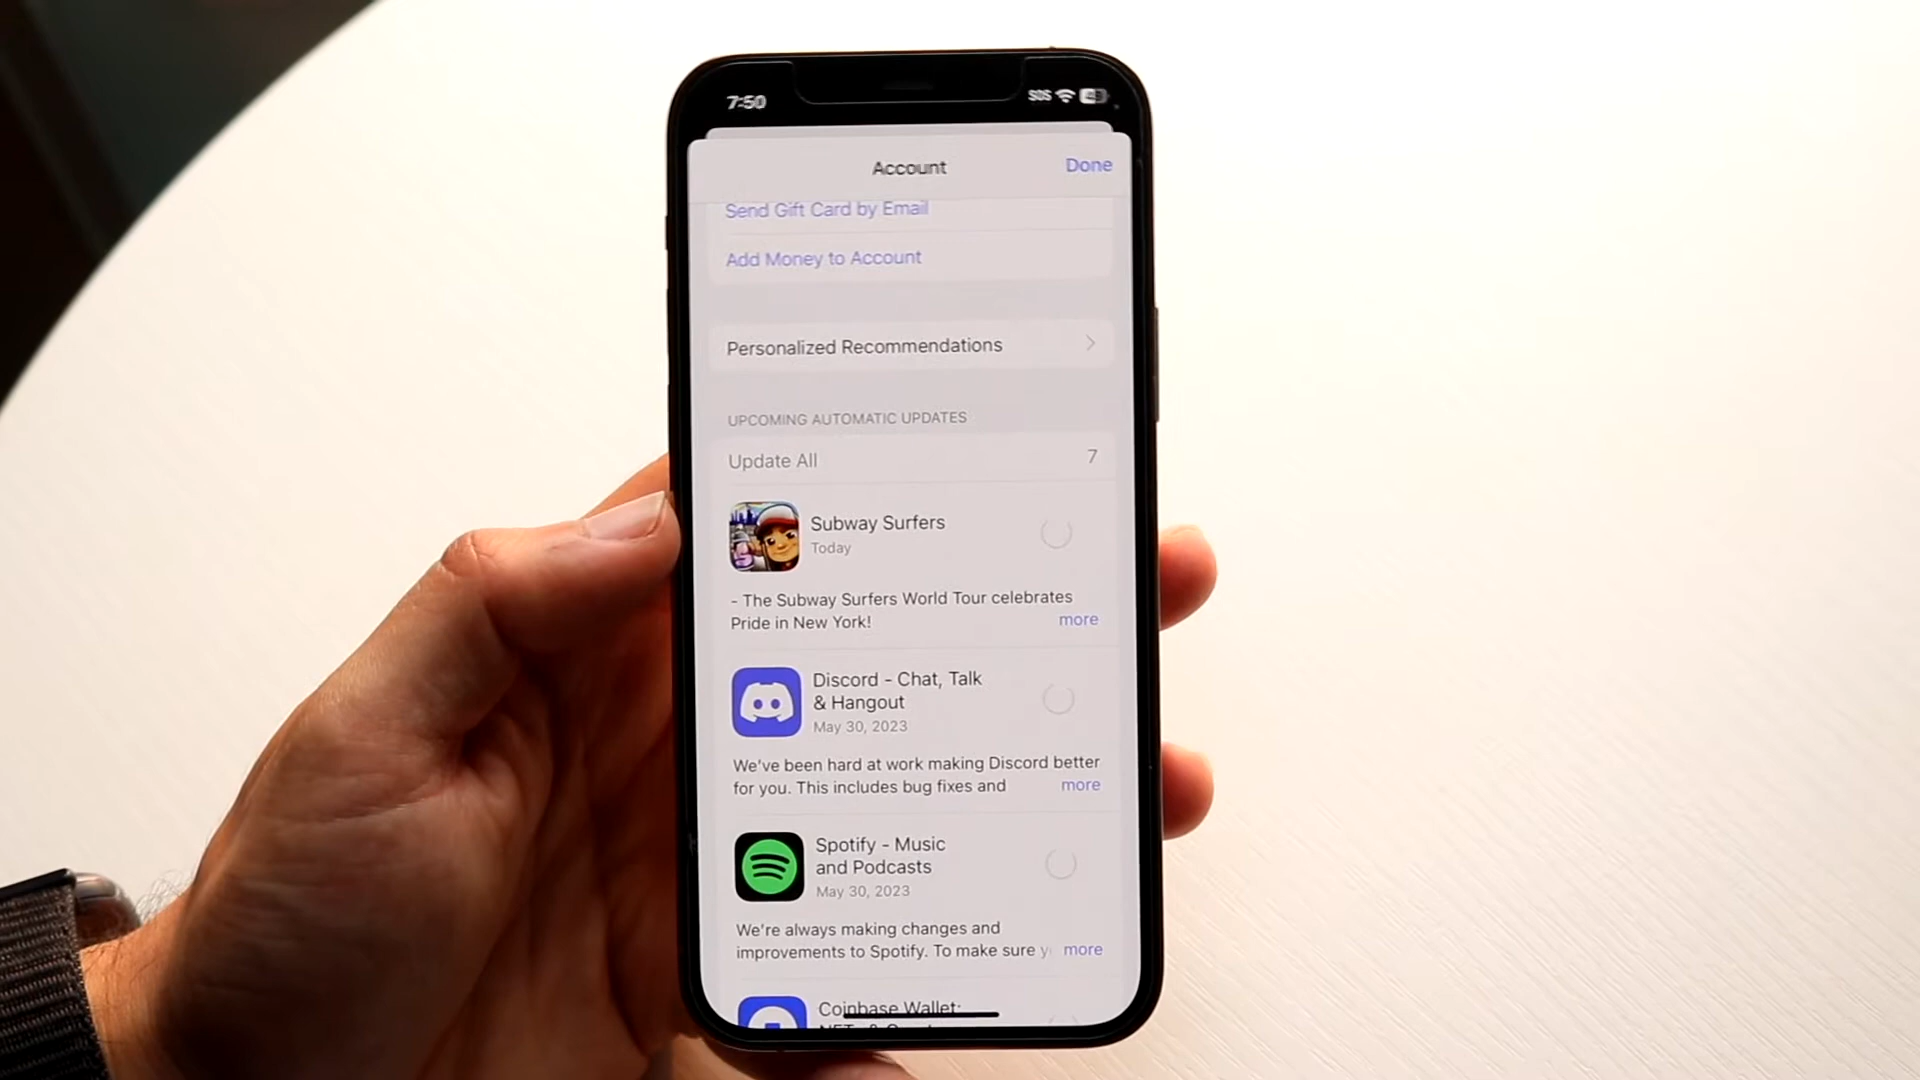 7:50
SOS
Account
Done
Send Gift Card by Email
Add Money to Account
Personalized Recommendations
UPCOMING AUTOMATIC UPDATES
Update All
7
Subway Surfers
Today
- The Subway Surfers World Tour celebrates
Pride in New York!
more
Discord - Chat, Talk
& Hangout
May 30, 2023
We've been hard at work making Discord better
for you. This includes bug fixes and
more
Spotify - Music
and Podcasts
May 30, 2023
We're always making changes and
improvements to Spotify. To make sure y
more
Coinbase Wallet: